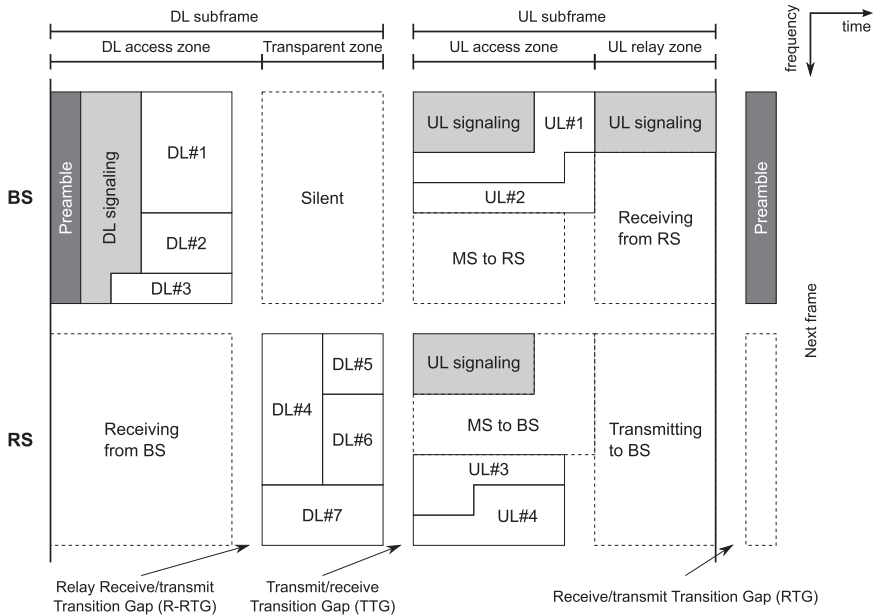 DL subframe
UL subframe
DL access zone
Transparent zone
UL access zone
UL relay zone
frequency
time
BS
Preamble
DL signaling
DL#1
DL#2
DL#3
Silent
UL signaling
UL#1
UL#2
MS to RS
UL signaling
Receiving
from RS
Preamble
Next frame
RS
Receiving
from BS
DL#4
DL#5
DL#6
DL#7
UL signaling
MS to BS
UL#3
UL#4
Transmitting
to BS
Relay Receive/transmit
Transition Gap (R-RTG)
Transmit/receive
Transition Gap (TTG)
Receive/transmit Transition Gap (RTG)